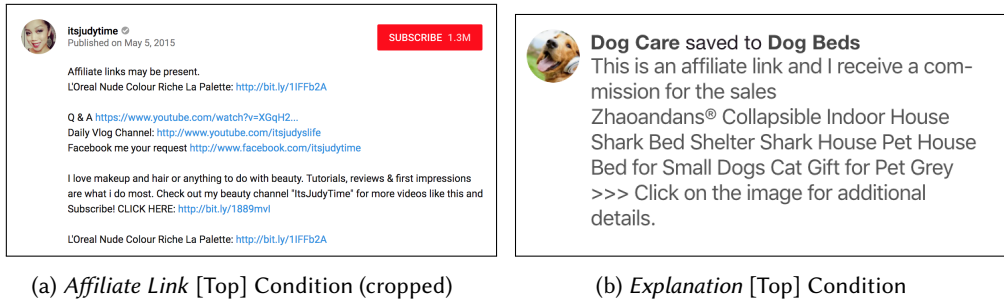 itsjudytime
Published on May 5, 2015
SUBSCRIBE 1.3M
Affiliate links may be present.
L'Oreal Nude Colour Riche La Palette: http://bit.ly/1IFFb2A
Q & A https://www.youtube.com/watch?v=XGqH2...
Daily Vlog Channel: http://www.youtube.com/itsjudyslife
Facebook me your request http://www.facebook.com/itsjudytime
I love makeup and hair or anything to do with beauty. Tutorials, reviews & first impressions
are what i do most. Check out my beauty channel "ItsJudyTime" for more videos like this and
Subscribe! CLICK HERE: http://bit.ly/1889mvl
L'Oreal Nude Colour Riche La Palette: http://bit.ly/1IFFb2A
(a) Affiliate Link [Top] Condition (cropped)
Dog Care saved to Dog Beds
This is an affiliate link and I receive a com-
mission for the sales
Zhaoandans® Collapsible Indoor House
Shark Bed Shelter Shark House Pet House
Bed for Small Dogs Cat Gift for Pet Grey
>>> Click on the image for additional
details.
(b) Explanation [Top] Condition